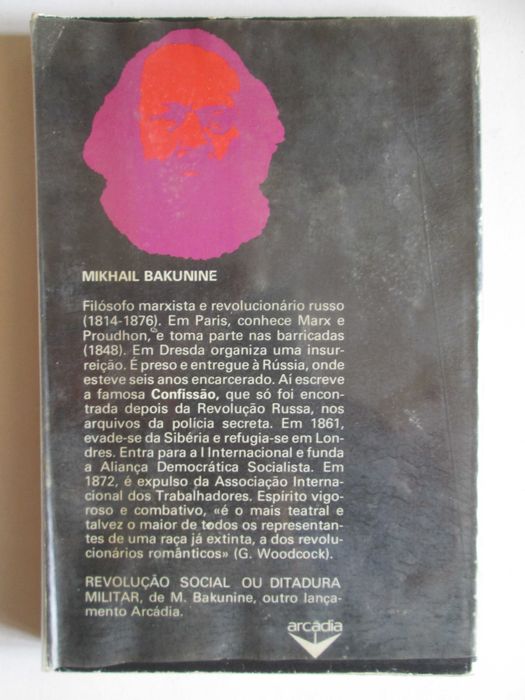 MIKHAIL BAKUNINE
Filósofo marxista e revolucionário russo
(1814-1876). Em Paris, conhece Marx e
Proudhon, e toma parte nas barricadas
(1848). Em Dresda organiza uma insur-
reição. É preso e entregue à Rússia, onde
esteve seis anos encarcerado. Aí escreve
a famosa Confissão, que só foi encon-
trada depois da Revolução Russa, nos
arquivos da polícia secreta. Em 1861,
evade-se da Sibéria e refugia-se em Lon-
dres. Entra para a I Internacional e funda
a Aliança Democrática Socialista. Em
1872, é expulso da Associação Interna-
cional dos Trabalhadores. Espírito vigo-
roso e combativo, «é o mais teatral e
talvez o maior de todos os representan-
tes de uma raça já extinta, a dos revolu-
cionários românticos» (G. Woodcock).
REVOLUÇÃO SOCIAL OU DITADURA
MILITAR, de M. Bakunine, outro lança-
mento Arcádia.
arcádia